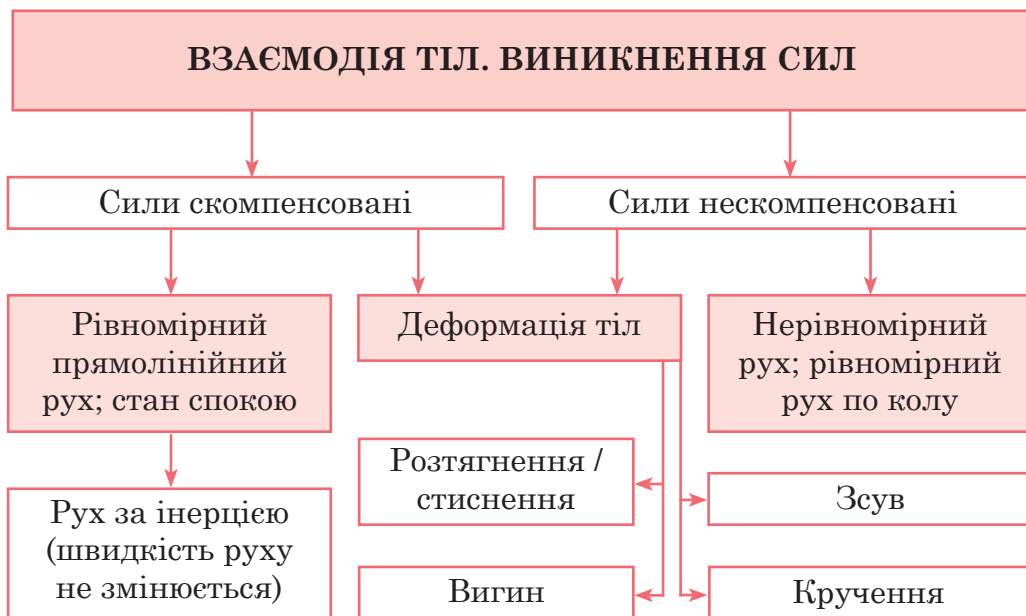 ВЗАЄМОДІЯ ТІЛ. ВИНИКНЕННЯ СИЛ
Сили скомпенсовані
Сили нескомпенсовані
Рівномірний
прямолінійний
рух; стан спокою
Деформація тіл
Нерівномірний
рух; рівномірний
рух по колу
Рух за інерцією
(швидкість руху
не змінюється)
Розтягнення /
стиснення
Зсув
Вигин
Кручення